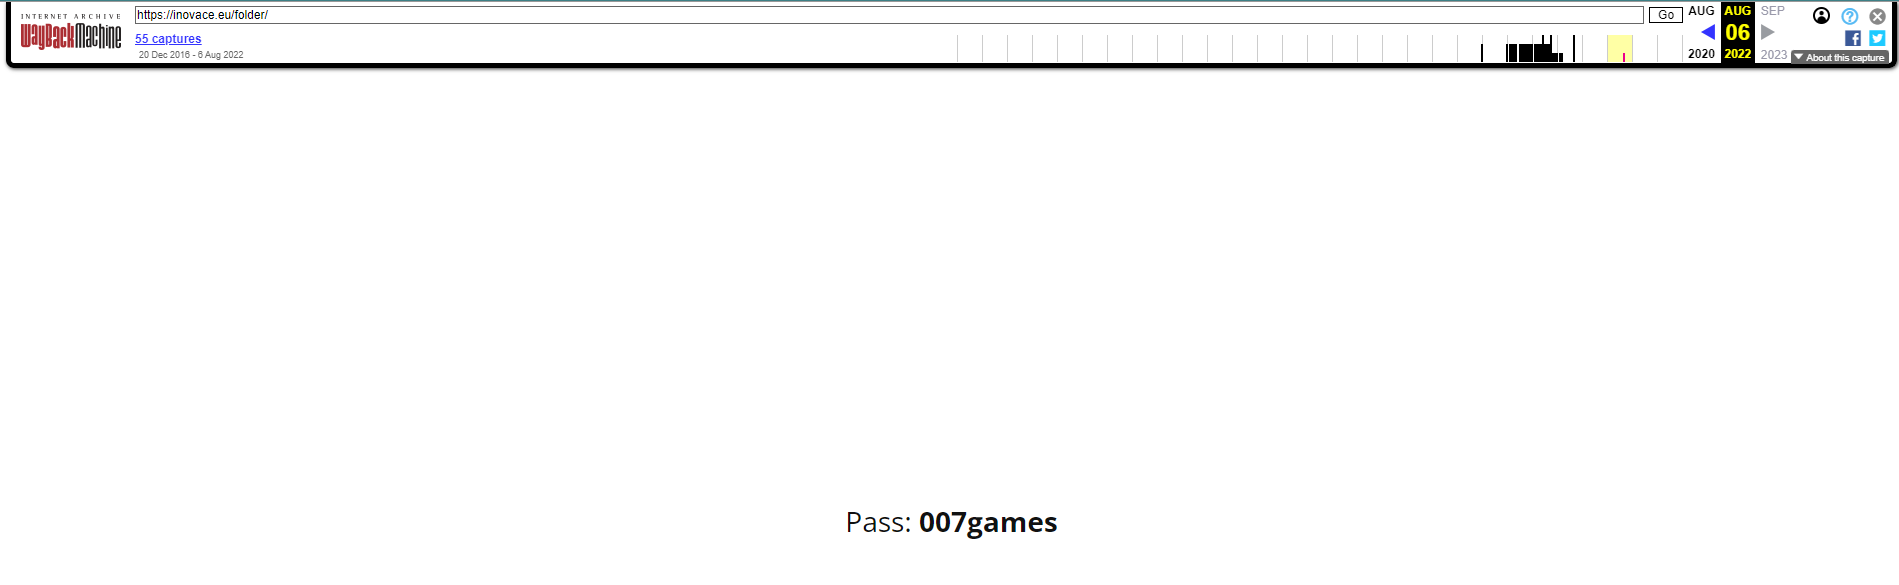 INTERNET ARCHIVE
WayBackMachine
https://inovace.eu/folder/
Go
55 captures
20 Dec 2016 - 6 Aug 2022
AUG AUG SEP
06
2020 2022 2023
About this capture
Pass: 007games